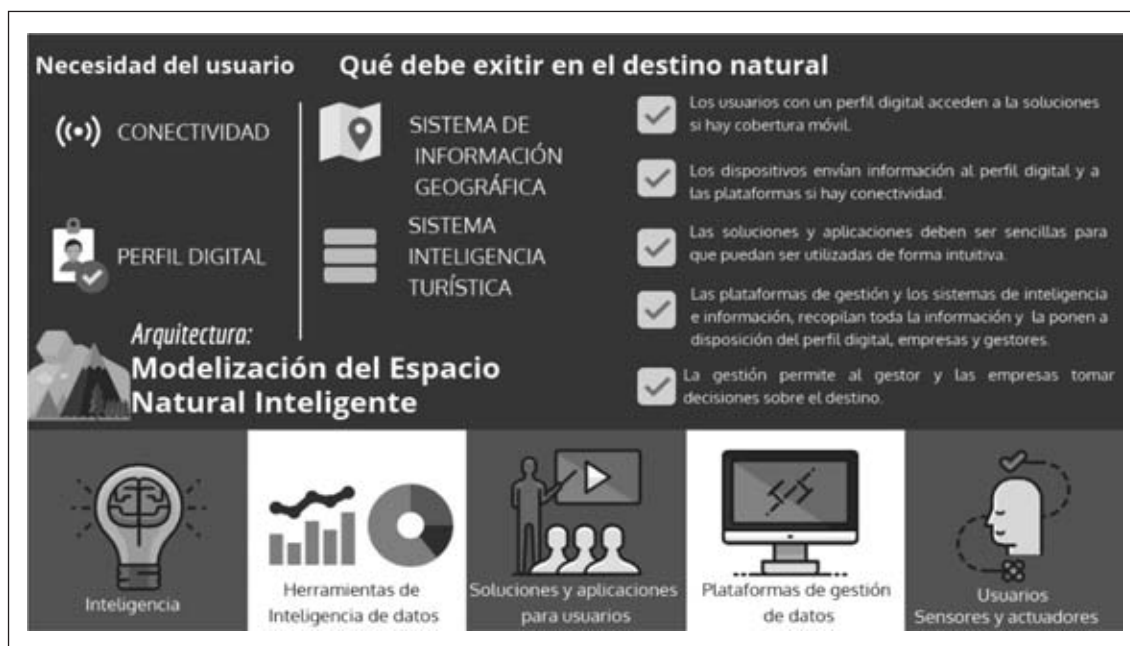 Necesidad del usuario
Qué debe exitir en el destino natural
CONECTIVIDAD
PERFIL DIGITAL
SISTEMA DE
INFORMACIÓN
GEOGRÁFICA
SISTEMA
INTELIGENCIA
TURÍSTICA
Los usuarios con un perfil digital acceden a la soluciones
si hay cobertura móvil.
Los dispositivos envían información al perfil digital y a
las plataformas si hay conectividad.
Las soluciones y aplicaciones deben ser sencillas para
que puedan ser utilizadas de forma intuitiva.
Las plataformas de gestión y los sistemas de inteligencia
e información, recopilan toda la información y la ponen a
disposición del perfil digital, empresas y gestores.
La gestión permite al gestor y las empresas tomar
decisiones sobre el destino.
Arquitectura:
Modelización del Espacio
Natural Inteligente
Inteligencia
Herramientas de
Inteligencia de datos
Soluciones y aplicaciones
para usuarios
Plataformas de gestión
de datos
Usuarios
Sensores y actuadores